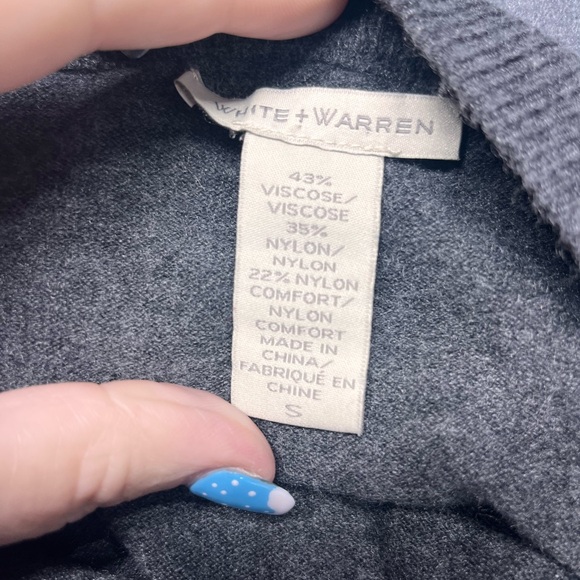 WHITE + WARREN
43%
VISCOSE/
VISCOSE
35%
NYLON/
NYLON
22% NYLON
COMFORT/
NYLON
COMFORT
MADE IN
CHINA/
FABRIQUÉ EN
CHINE
S